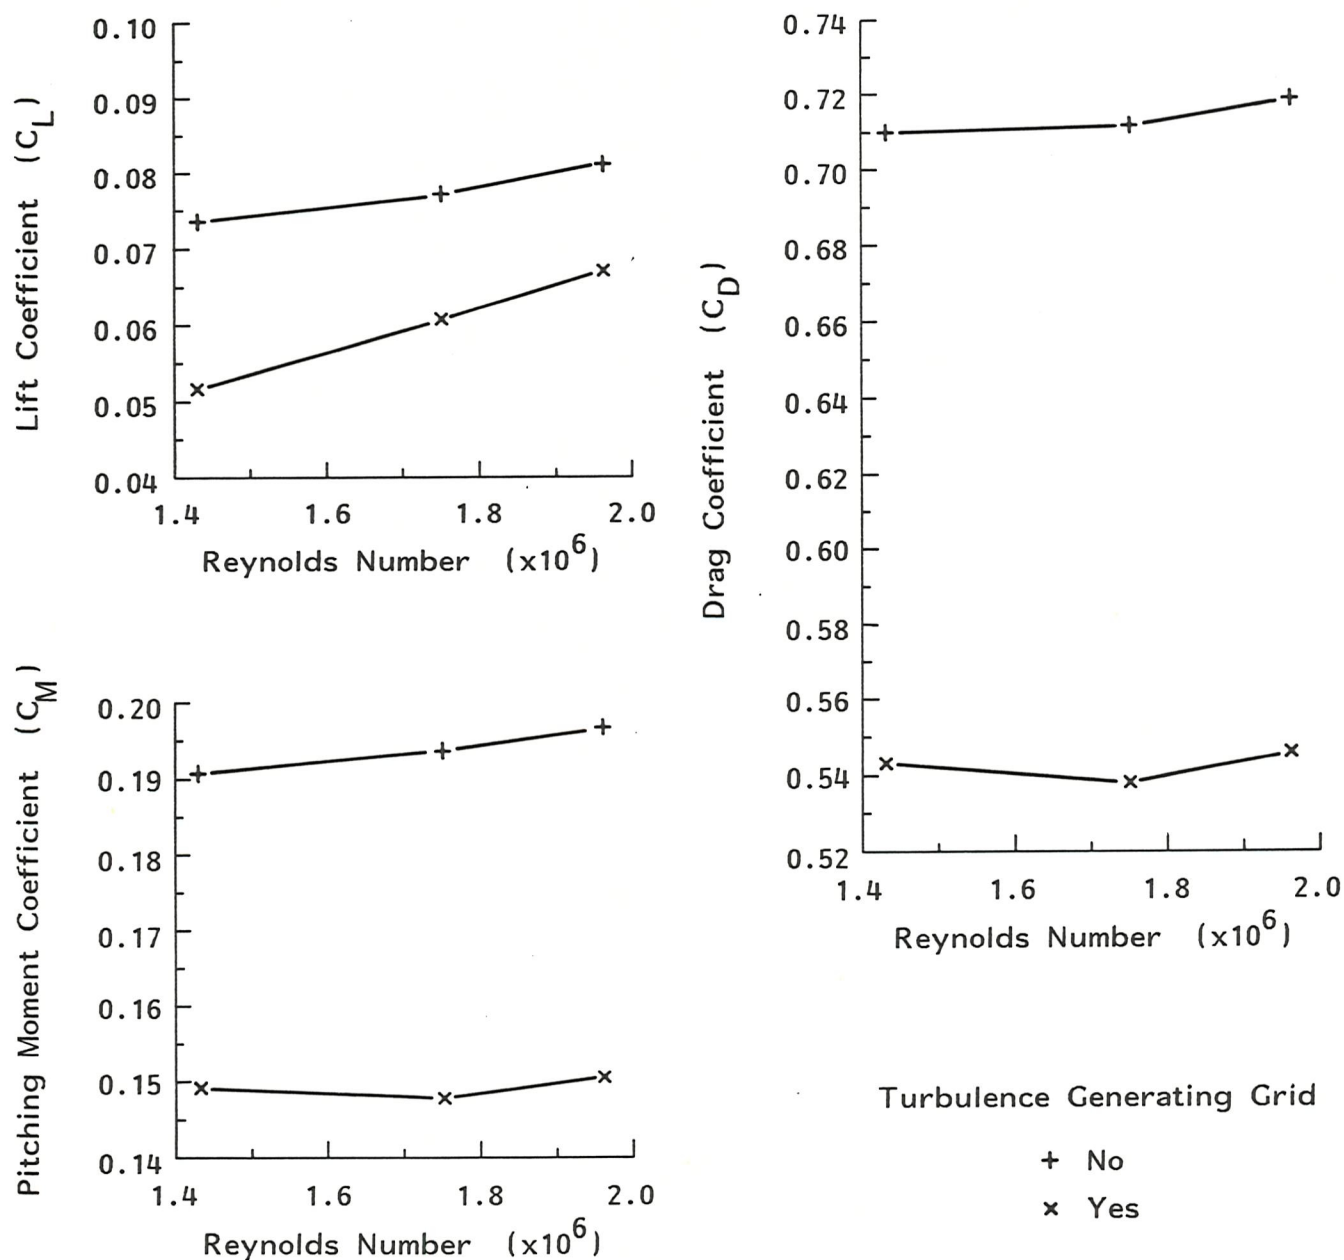 Lift Coefficient (C_L)
0.10
0.09
0.08
0.07
0.06
0.05
0.04
1.4 1.6 1.8 2.0
Reynolds Number (x10^6)
Drag Coefficient (C_D)
0.74
0.72
0.70
0.68
0.66
0.64
0.62
0.60
0.58
0.56
0.54
0.52
1.4 1.6 1.8 2.0
Reynolds Number (x10^6)
Pitching Moment Coefficient (C_M)
0.20
0.19
0.18
0.17
0.16
0.15
0.14
1.4 1.6 1.8 2.0
Reynolds Number (x10^6)
Turbulence Generating Grid
+ No
× Yes